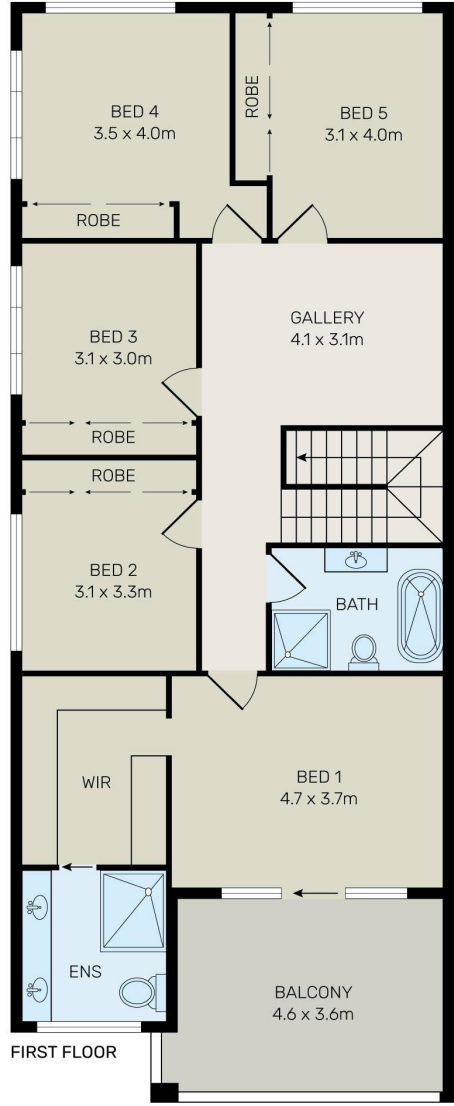 BED 4
3.5 x 4.0m
ROBE
BED 5
3.1 x 4.0m
ROBE
GALLERY
4.1 x 3.1m
BED 3
3.1 x 3.0m
ROBE
ROBE
BED 2
3.1 x 3.3m
BATH
WIR
BED 1
4.7 x 3.7m
ENS
BALCONY
4.6 x 3.6m
FIRST FLOOR